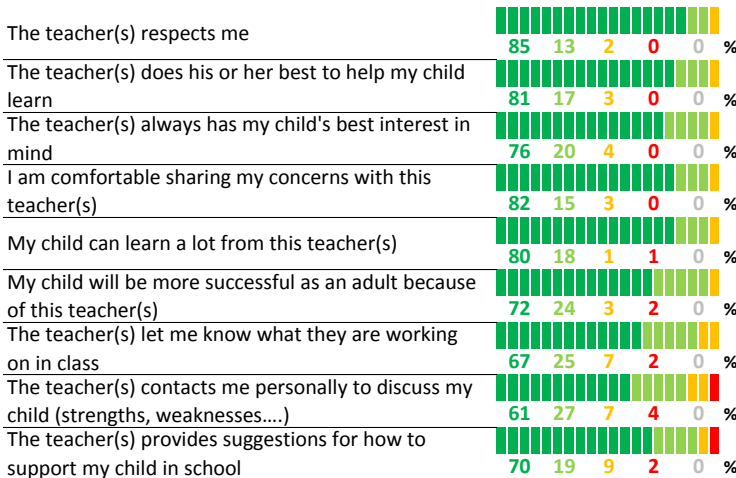 The teacher(s) respects me
85 13 2 0 0 %
The teacher(s) does his or her best to help my child
learn
81 17 3 0 0 %
The teacher(s) always has my child's best interest in
mind
76 20 4 0 0 %
I am comfortable sharing my concerns with this
teacher(s)
82 15 3 0 0 %
My child can learn a lot from this teacher(s)
80 18 1 1 0 %
My child will be more successful as an adult because
of this teacher(s)
72 24 3 2 0 %
The teacher(s) let me know what they are working
on in class
67 25 7 2 0 %
The teacher(s) contacts me personally to discuss my
child (strengths, weaknesses....)
61 27 7 4 0 %
The teacher(s) provides suggestions for how to
support my child in school
70 19 9 2 0 %